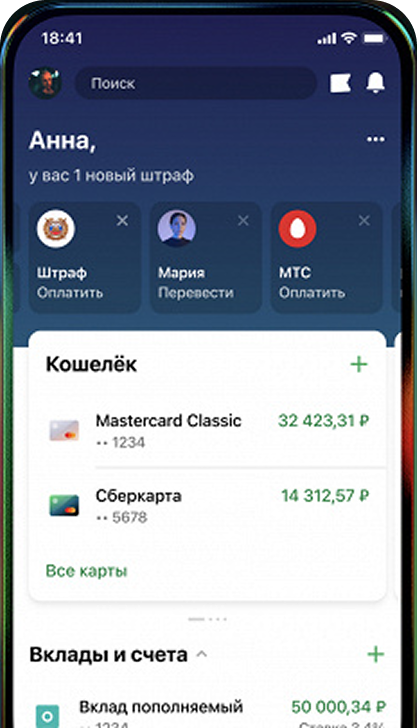 18:41
Поиск
Анна,
у вас 1 новый штраф
Штраф
Оплатить
Мария
Перевести
МТС
Оплатить
Кошелёк
Mastercard Classic
32 423,31 ₽
•• 1234
Сберкарта
14 312,57 ₽
•• 5678
Все карты
Вклады и счета
Вклад пополняемый
50 000,34 ₽
•• 1234
Ставка 3.4%